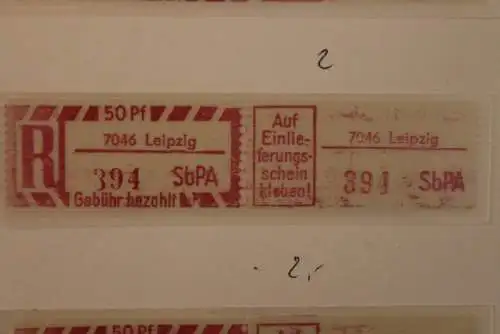 2
50 Pf
R
7046 Leipzig
394 SbPA
Gebühr bezahlt
Auf
Einlie-
ferungs-
schein
kleben!
7046 Leipzig
394 SbPA
- 2,-
50 Pf